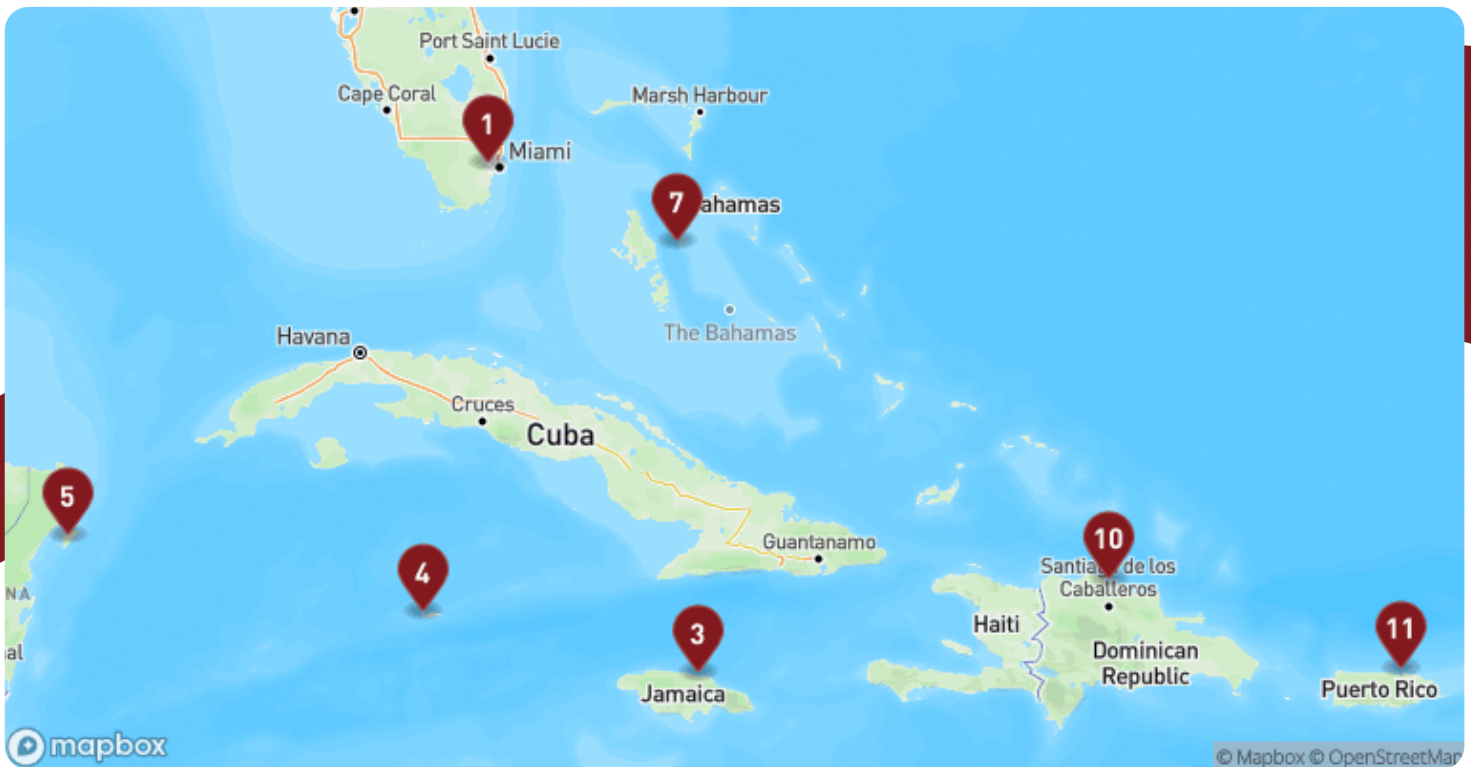 Port Saint Lucie
Cape Coral
Marsh Harbour
1
Miami
7
ahamas
The Bahamas
Havana
Cruces
Cuba
5
10
Guantanamo
Santiag de los
Caballeros
4
NA
11
3
Haiti
al
Dominican
Republic
Jamaica
Puerto Rico
mapbox
© Mapbox © OpenStreetMap